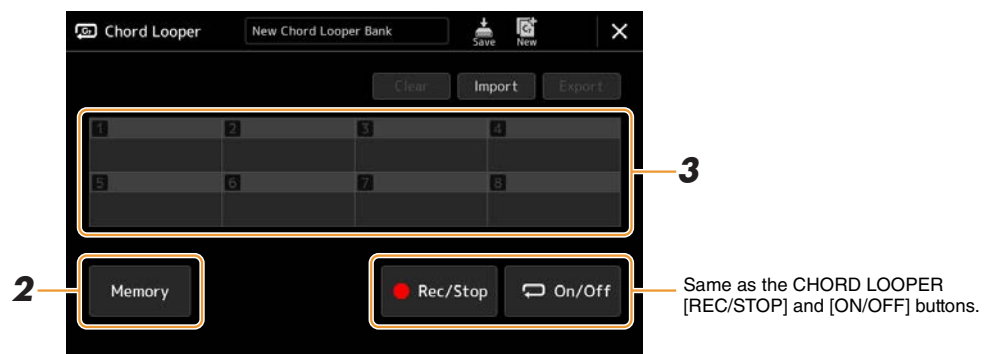 Chord Looper
New Chord Looper Bank
Save
New
Clear
Import
Export
1
2
3
4
3
5
6
7
8
2
Memory
Rec/Stop
On/Off
Same as the CHORD LOOPER
[REC/STOP] and [ON/OFF] buttons.